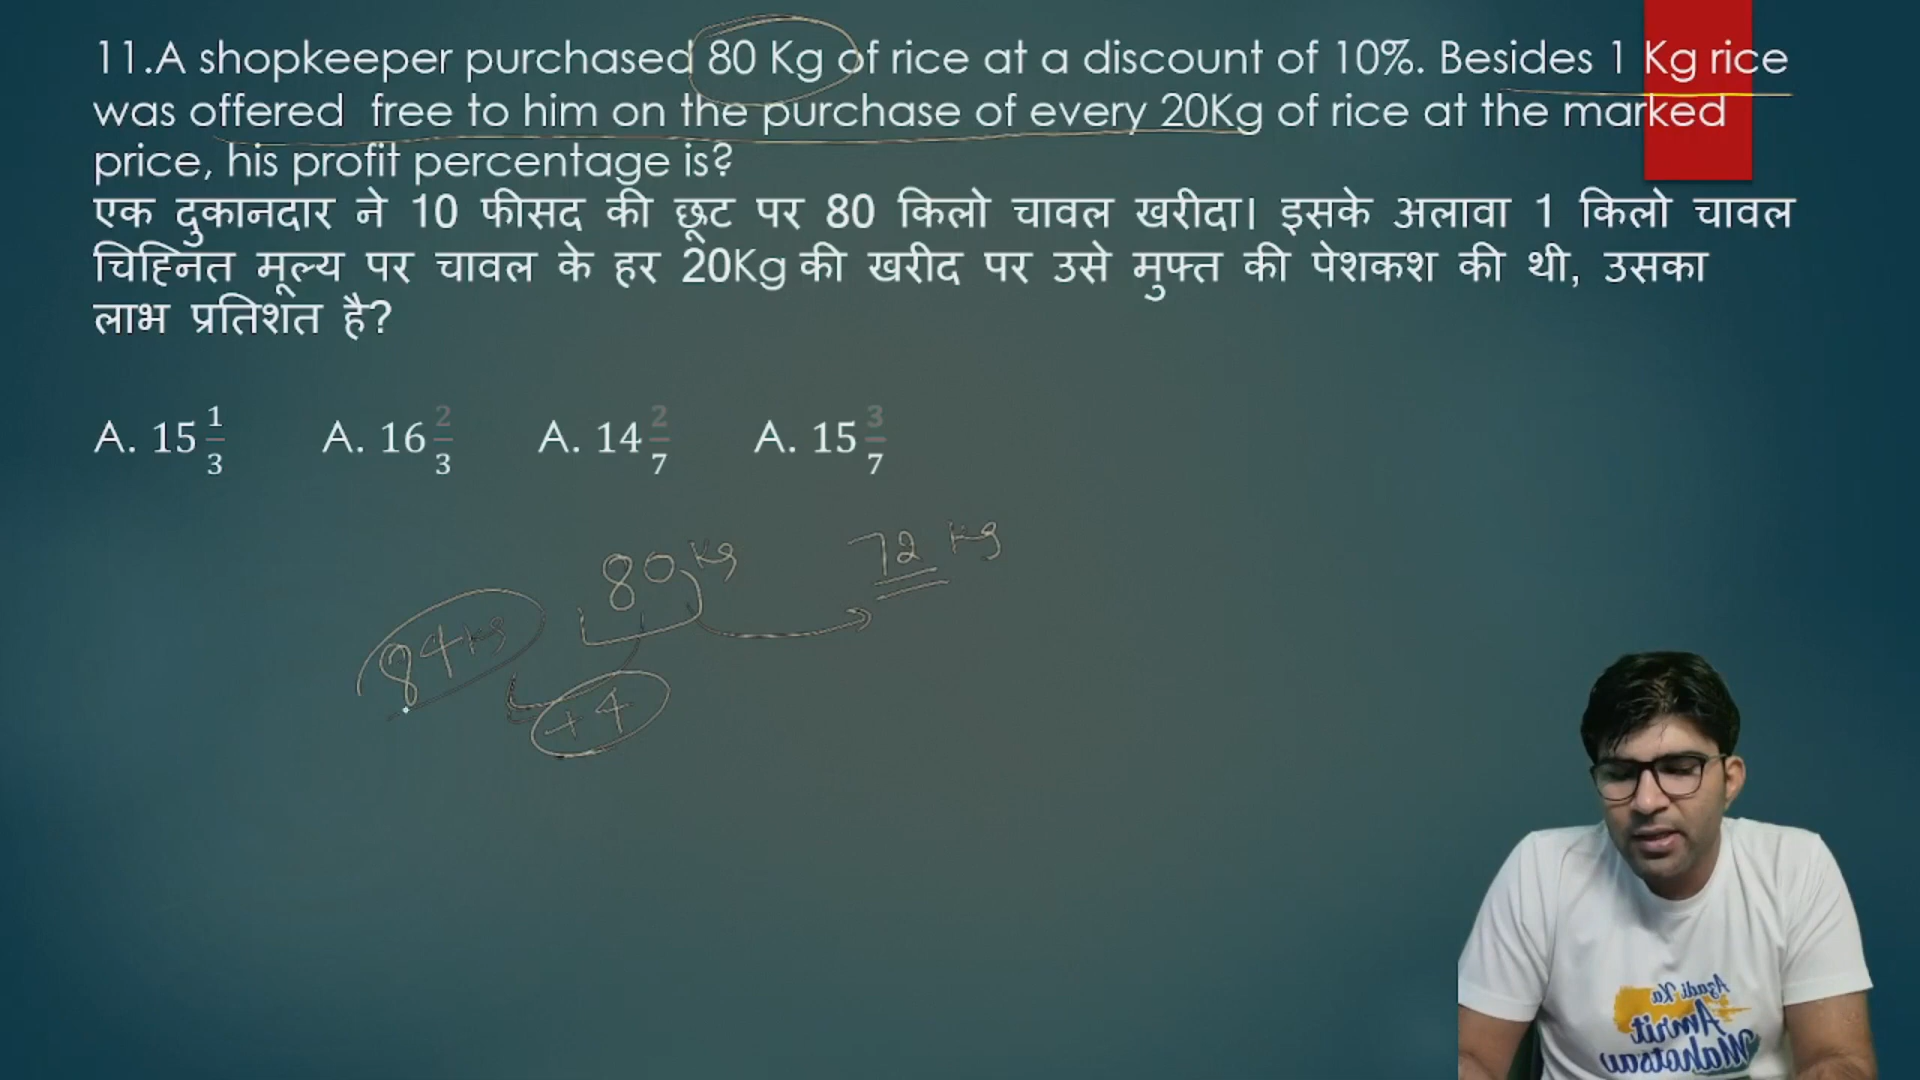 11.A shopkeeper purchased 80 Kg of rice at a discount of 10%. Besides 1 Kg rice
was offered free to him on the purchase of every 20Kg of rice at the marked
price, his profit percentage is?
एक दुकानदार ने 10 फीसद की छूट पर 80 किलो चावल खरीदा। इसके अलावा 1 किलो चावल
चिह्नित मूल्य पर चावल के हर 20Kg की खरीद पर उसे मुफ्त की पेशकश की थी, उसका
लाभ प्रतिशत है?
A. 15 1/3 A. 16 2/3 A. 14 2/7 A. 15 3/7
80 Kg 72 Kg
84 Kg
+4
Azadi Ka
Amrit
Mahotsav